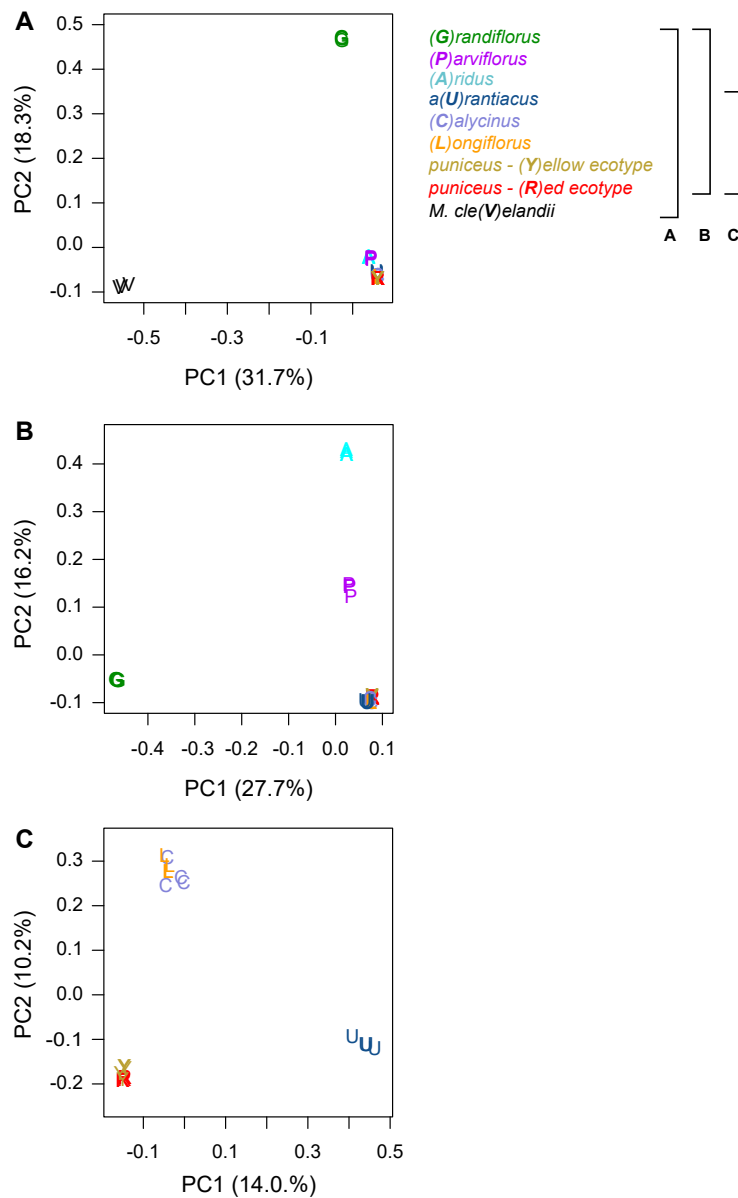 A
0.5
0.4
0.3
0.2
0.1
0.0
-0.1
PC2 (18.3%)
G
A
P
U
Y
R
V V V
-0.5 -0.3 -0.1
PC1 (31.7%)
(G)randiflorus
(P)arviflorus
(A)ridus
a(U)rantiacus
(C)alycinus
(L)ongiflorus
puniceus - (Y)ellow ecotype
puniceus - (R)ed ecotype
M. cle(V)elandii
A B C
B
0.4
0.3
0.2
0.1
0.0
-0.1
PC2 (16.2%)
A
P
P
G
U R
-0.4 -0.3 -0.2 -0.1 0.0 0.1
PC1 (27.7%)
C
0.3
0.2
0.1
0.0
-0.1
-0.2
PC2 (10.2%)
L C
L
L C C
C
U U U
Y
R
-0.1 0.1 0.3 0.5
PC1 (14.0.%)